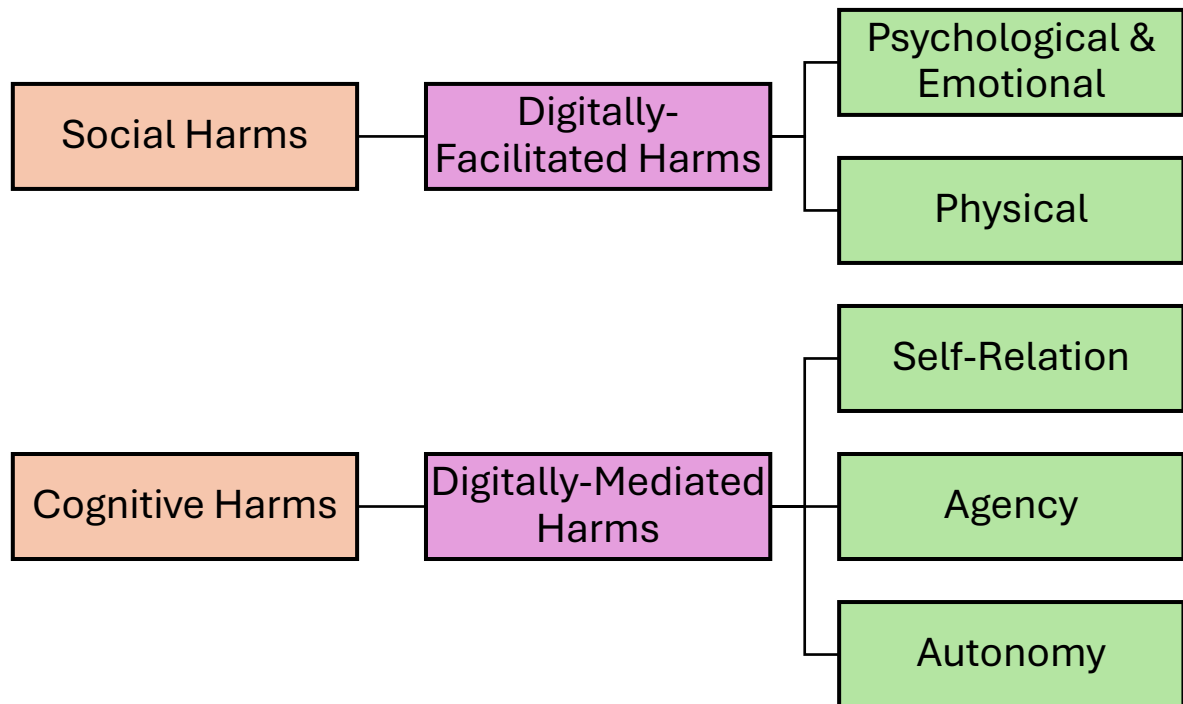 Social Harms
Digitally-
Facilitated Harms
Psychological &
Emotional
Physical
Cognitive Harms
Digitally-Mediated
Harms
Self-Relation
Agency
Autonomy